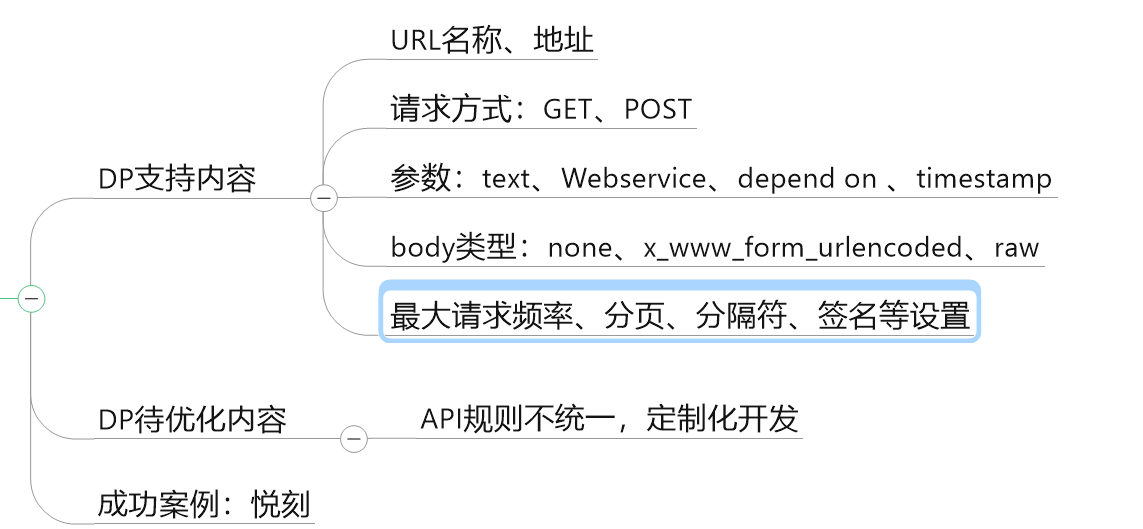 DP支持内容
URL名称、地址
请求方式：GET、POST
参数：text、Webservice、depend on 、timestamp
body类型：none、x_www_form_urlencoded、raw
最大请求频率、分页、分隔符、签名等设置
DP待优化内容
API规则不统一，定制化开发
成功案例：悦刻